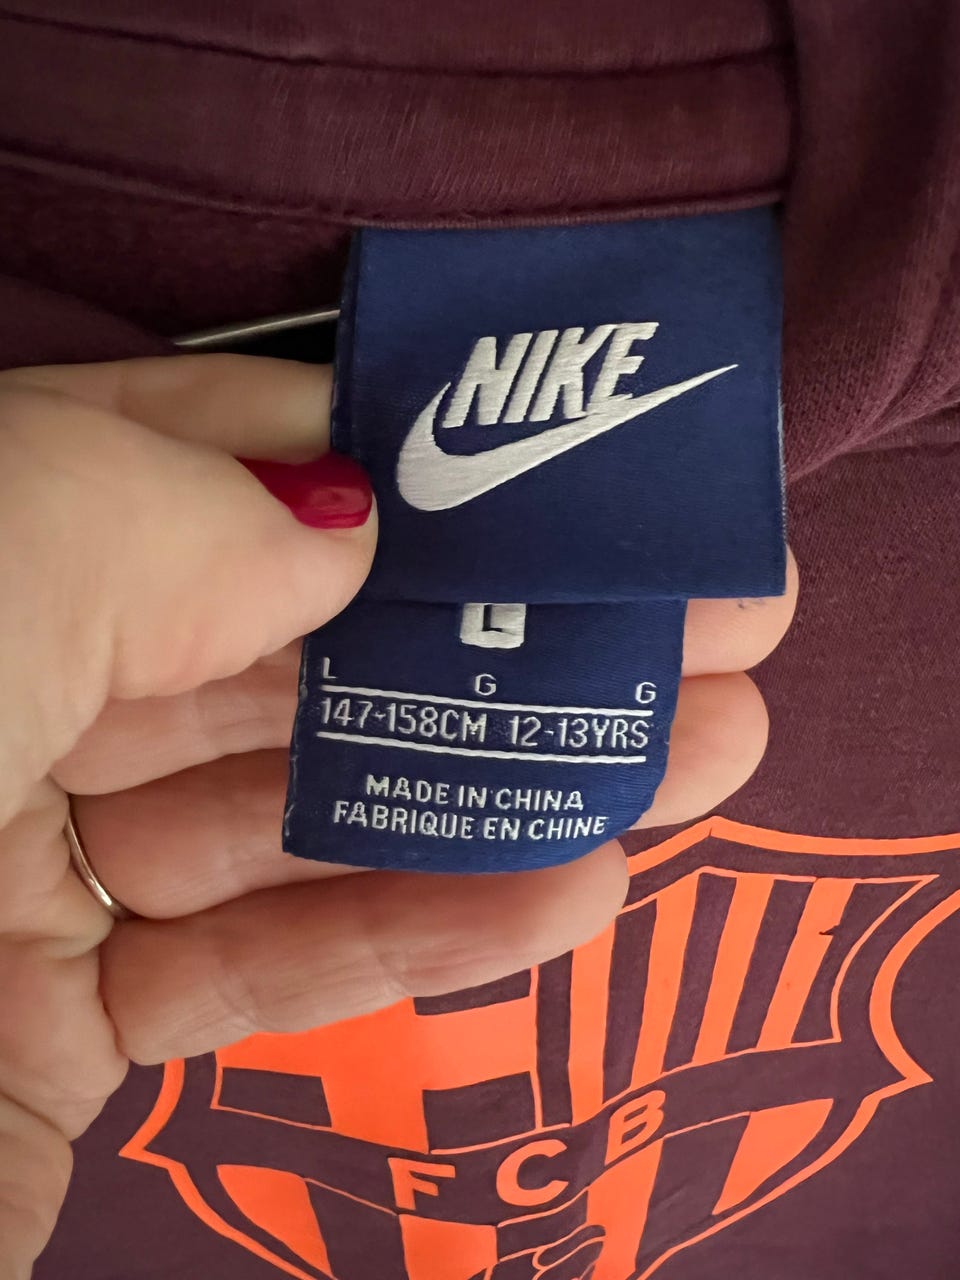 NIKE
L
L G G
147-158CM 12-13YRS
MADE IN CHINA
FABRIQUE EN CHINE
FCB